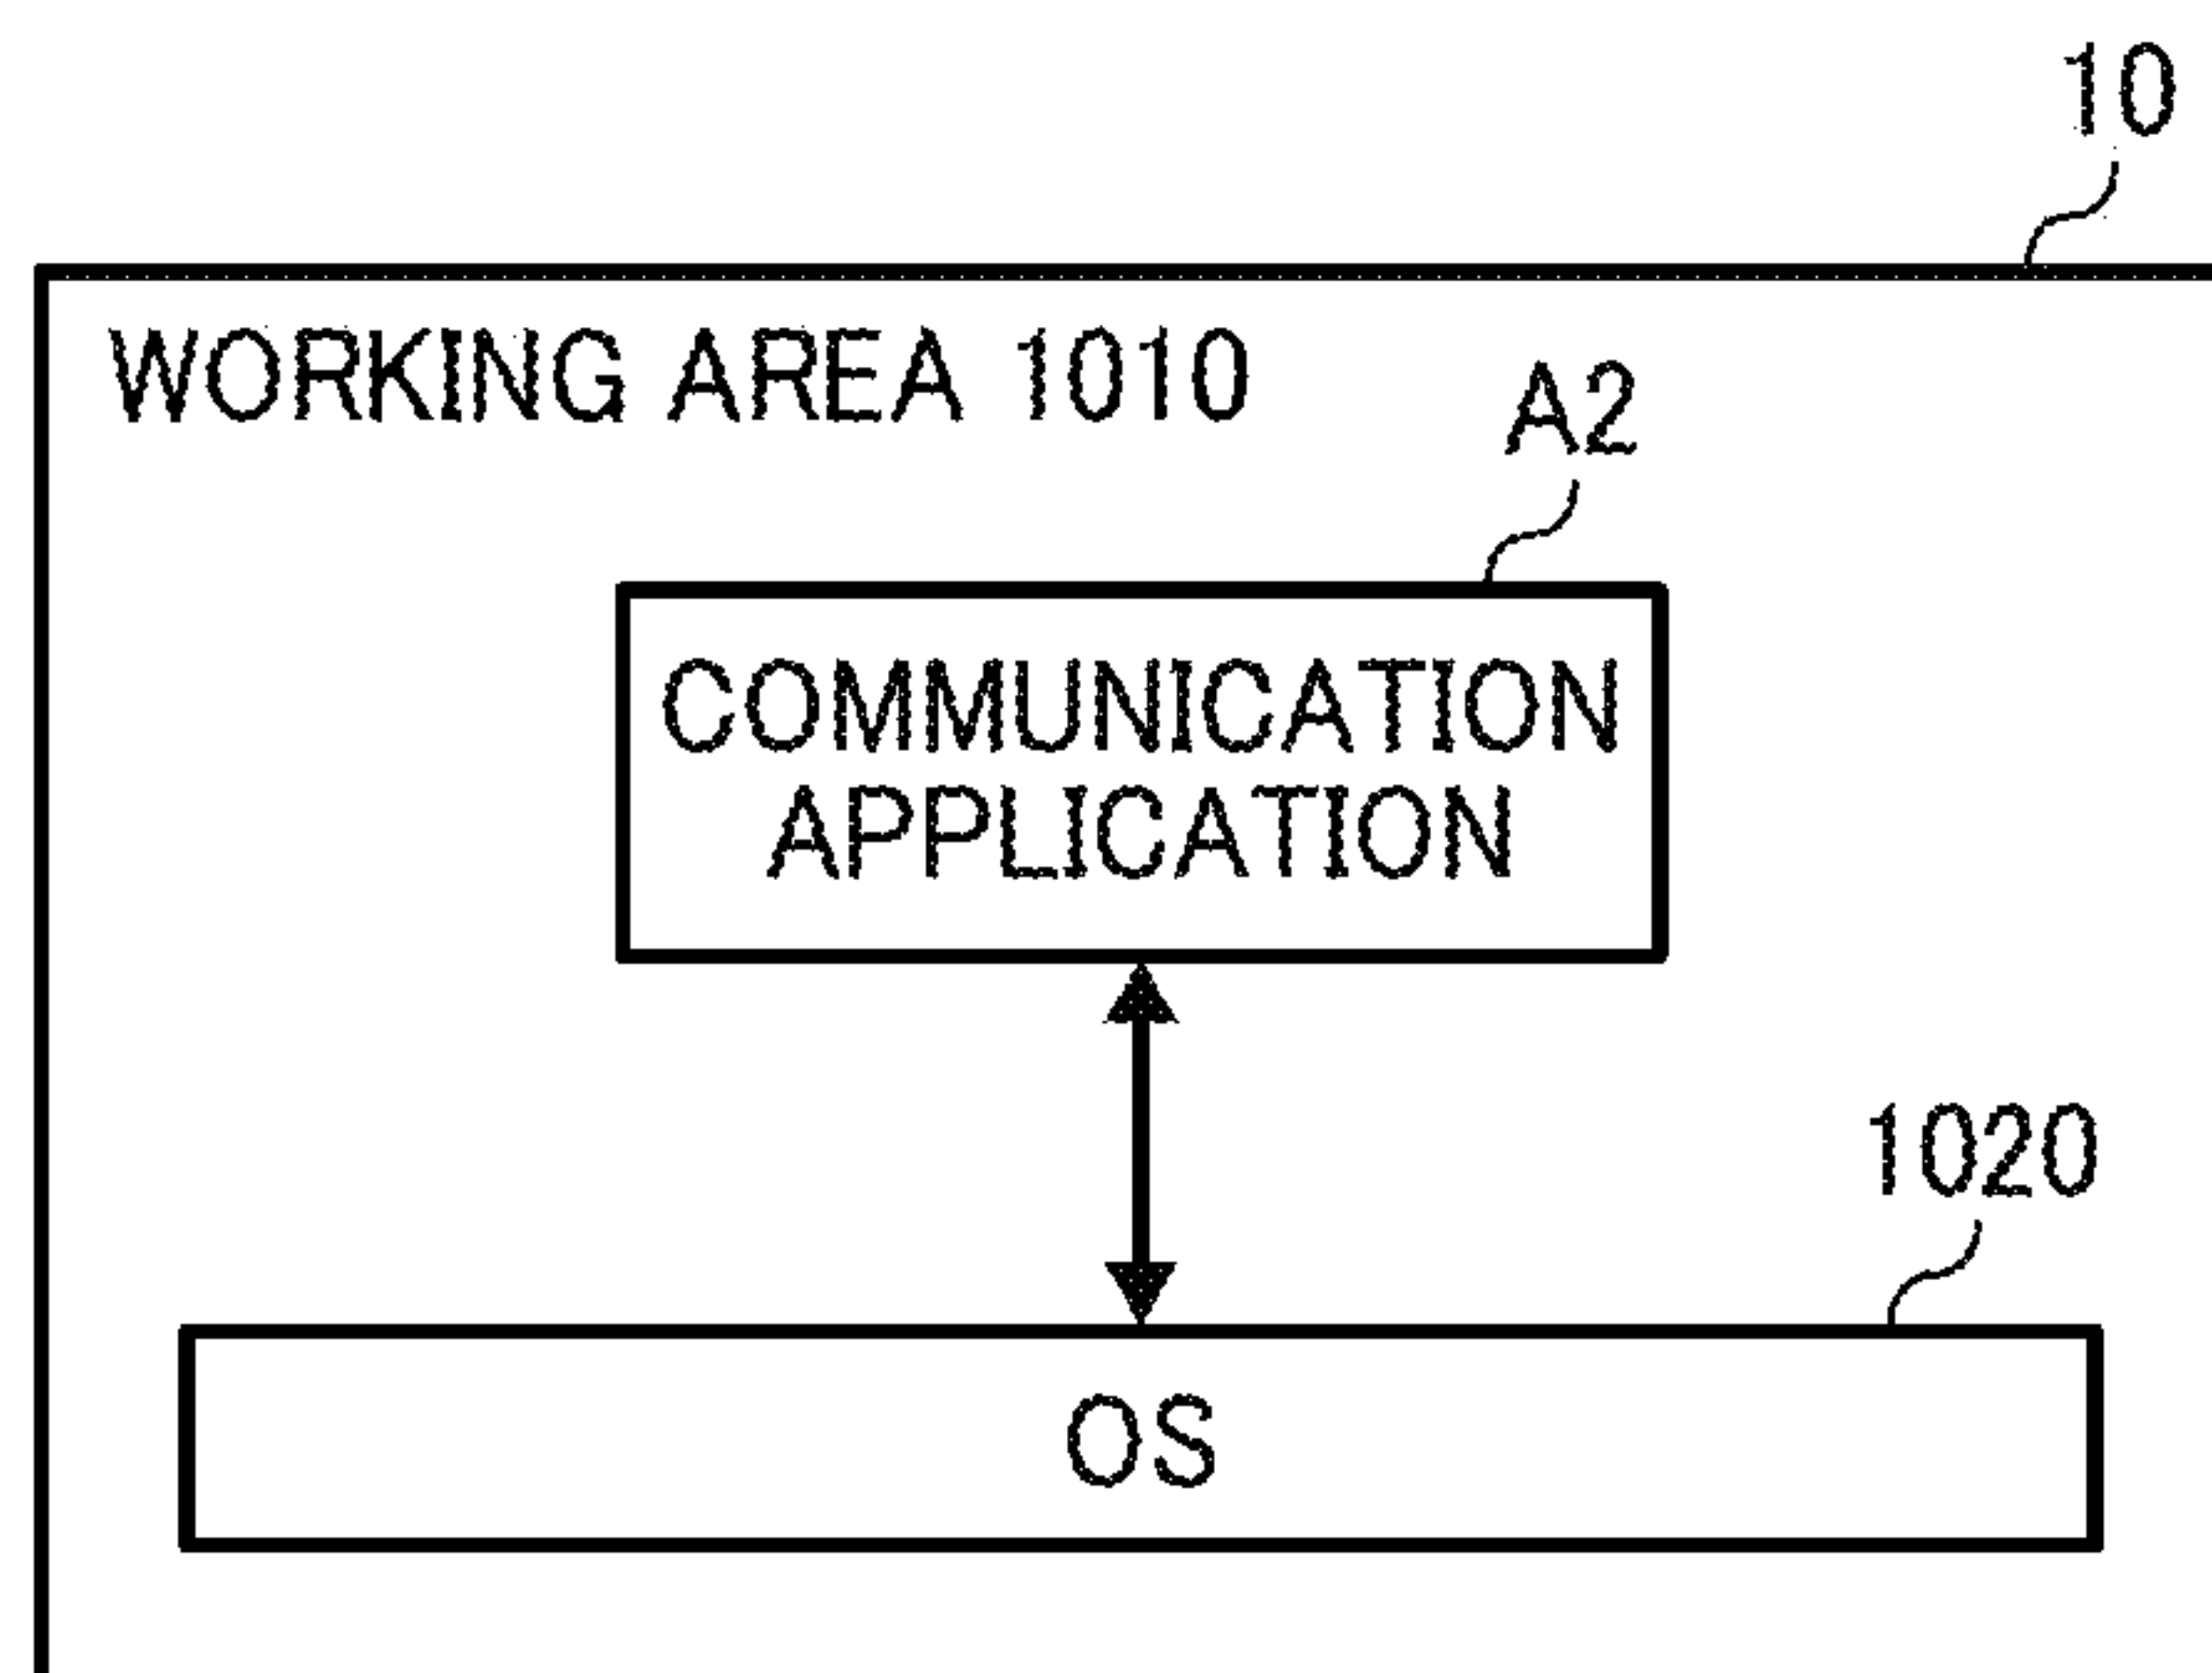 10
WORKING AREA 1010
A2
COMMUNICATION
APPLICATION
1020
OS